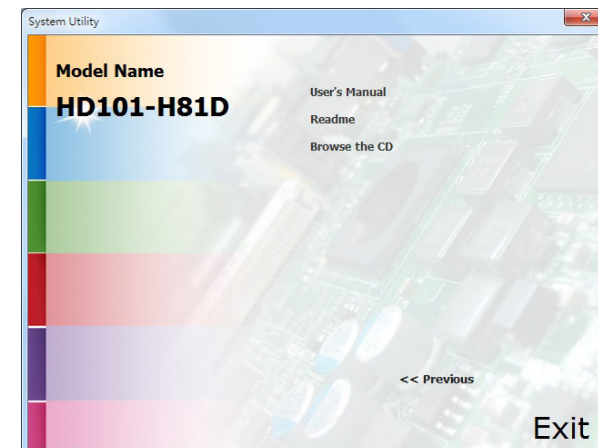 System Utility
Model Name
HD101-H81D
User's Manual
Readme
Browse the CD
<< Previous
Exit